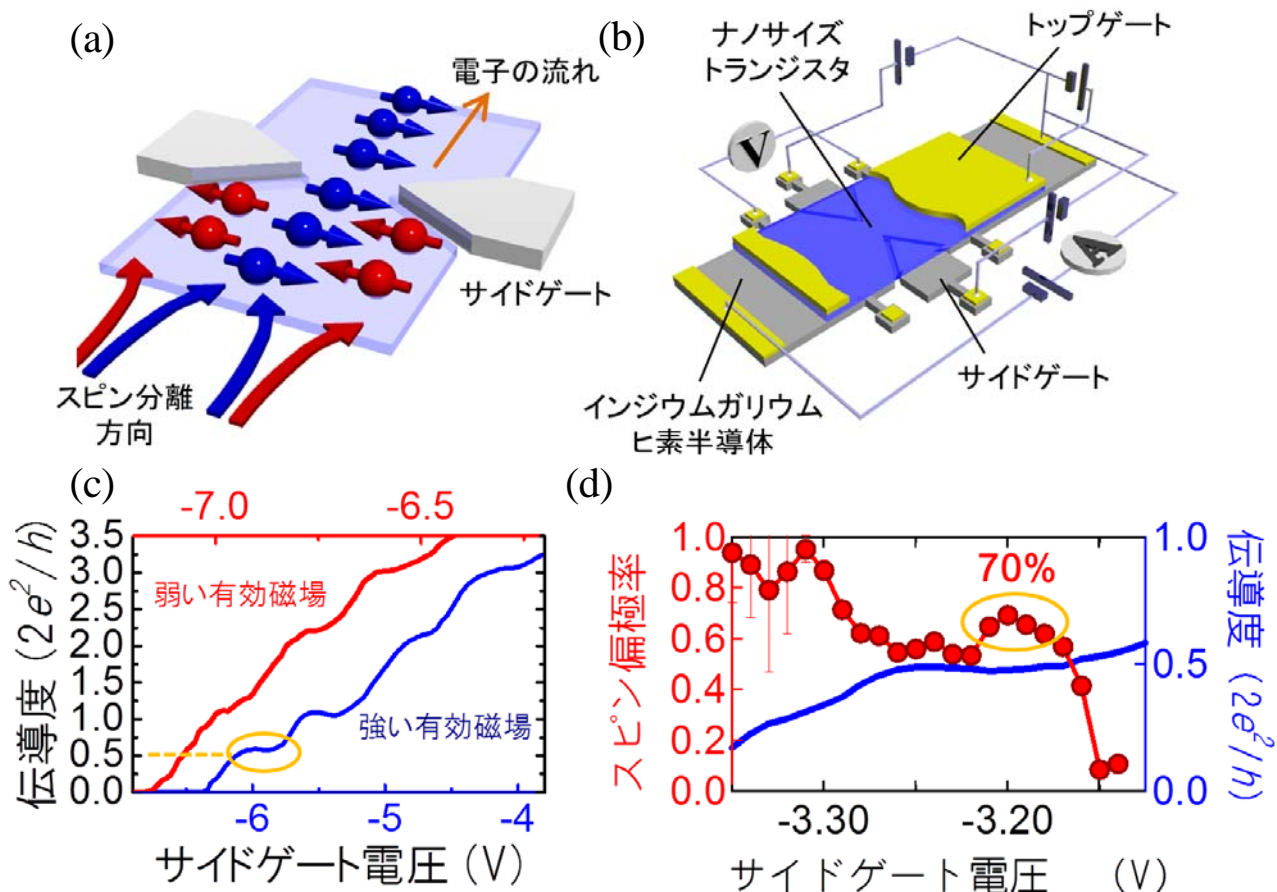 (a)
電子の流れ
サイドゲート
スピン分離
方向
(b)
ナノサイズ
トランジスタ
トップゲート
V
A
サイドゲート
インジウムガリウム
ヒ素半導体
(c)
-7.0 -6.5
伝導度 (2e²/h)
3.5
3.0
2.5
2.0
1.5
1.0
0.5
0.0
弱い有効磁場
強い有効磁場
-6 -5 -4
サイドゲート電圧 (V)
(d)
スピン偏極率
1.0
0.8
0.6
0.4
0.2
0.0
70%
1.0
0.5
0.0
伝導度 (2e²/h)
-3.30 -3.20
サイドゲート電圧 (V)